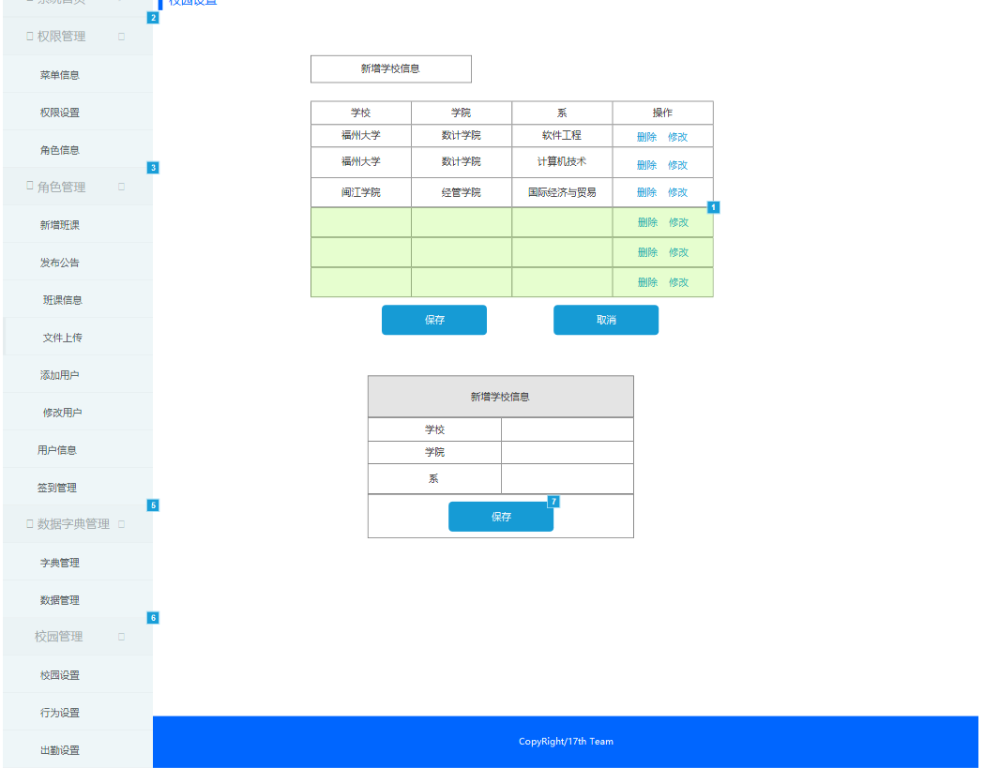 系统首页
校园设置
2
权限管理
菜单信息
权限设置
角色信息
3
角色管理
新增班课
发布公告
班课信息
文件上传
添加用户
修改用户
用户信息
签到管理
5
数据字典管理
字典管理
数据管理
6
校园管理
校园设置
行为设置
出勤设置
新增学校信息
学校 学院 系 操作
福州大学 数计学院 软件工程 删除 修改
福州大学 数计学院 计算机技术 删除 修改
闽江学院 经管学院 国际经济与贸易 删除 修改
1
删除 修改
删除 修改
删除 修改
保存 取消
新增学校信息
学校
学院
系
7
保存
CopyRight/17th Team